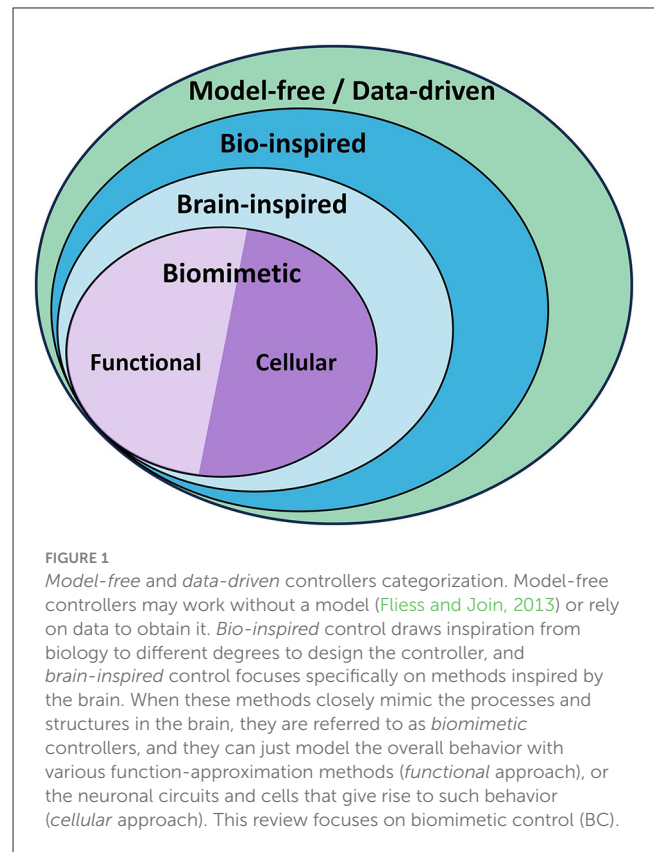 Model-free / Data-driven
Bio-inspired
Brain-inspired
Biomimetic
Functional
Cellular
FIGURE 1
Model-free and data-driven controllers categorization. Model-free
controllers may work without a model (Fliess and Join, 2013) or rely
on data to obtain it. Bio-inspired control draws inspiration from
biology to different degrees to design the controller, and
brain-inspired control focuses specifically on methods inspired by
the brain. When these methods closely mimic the processes and
structures in the brain, they are referred to as biomimetic
controllers, and they can just model the overall behavior with
various function-approximation methods (functional approach), or
the neuronal circuits and cells that give rise to such behavior
(cellular approach). This review focuses on biomimetic control (BC).